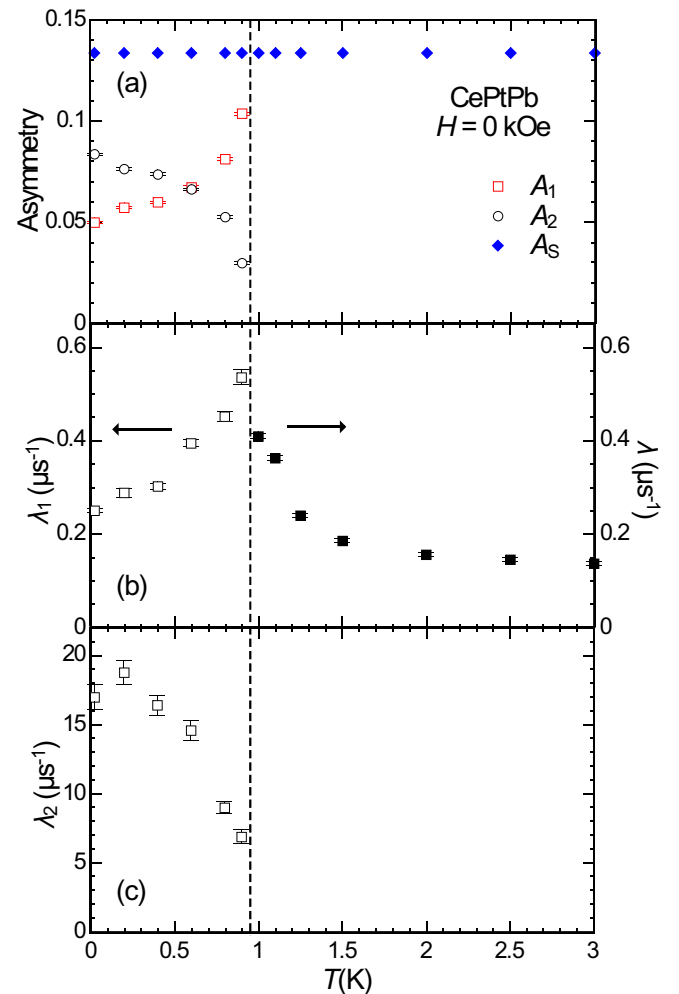 0.15
(a)
CePtPb
H = 0 kOe
0.1
Asymmetry
A1
0.05
A2
AS
0
0.6
0.6
0.4
0.4
λ1 (µs-1)
λ (µs-1)
0.2
0.2
(b)
0
0
20
15
λ2 (µs-1)
10
5
(c)
0
0 0.5 1 1.5 2 2.5 3
T(K)